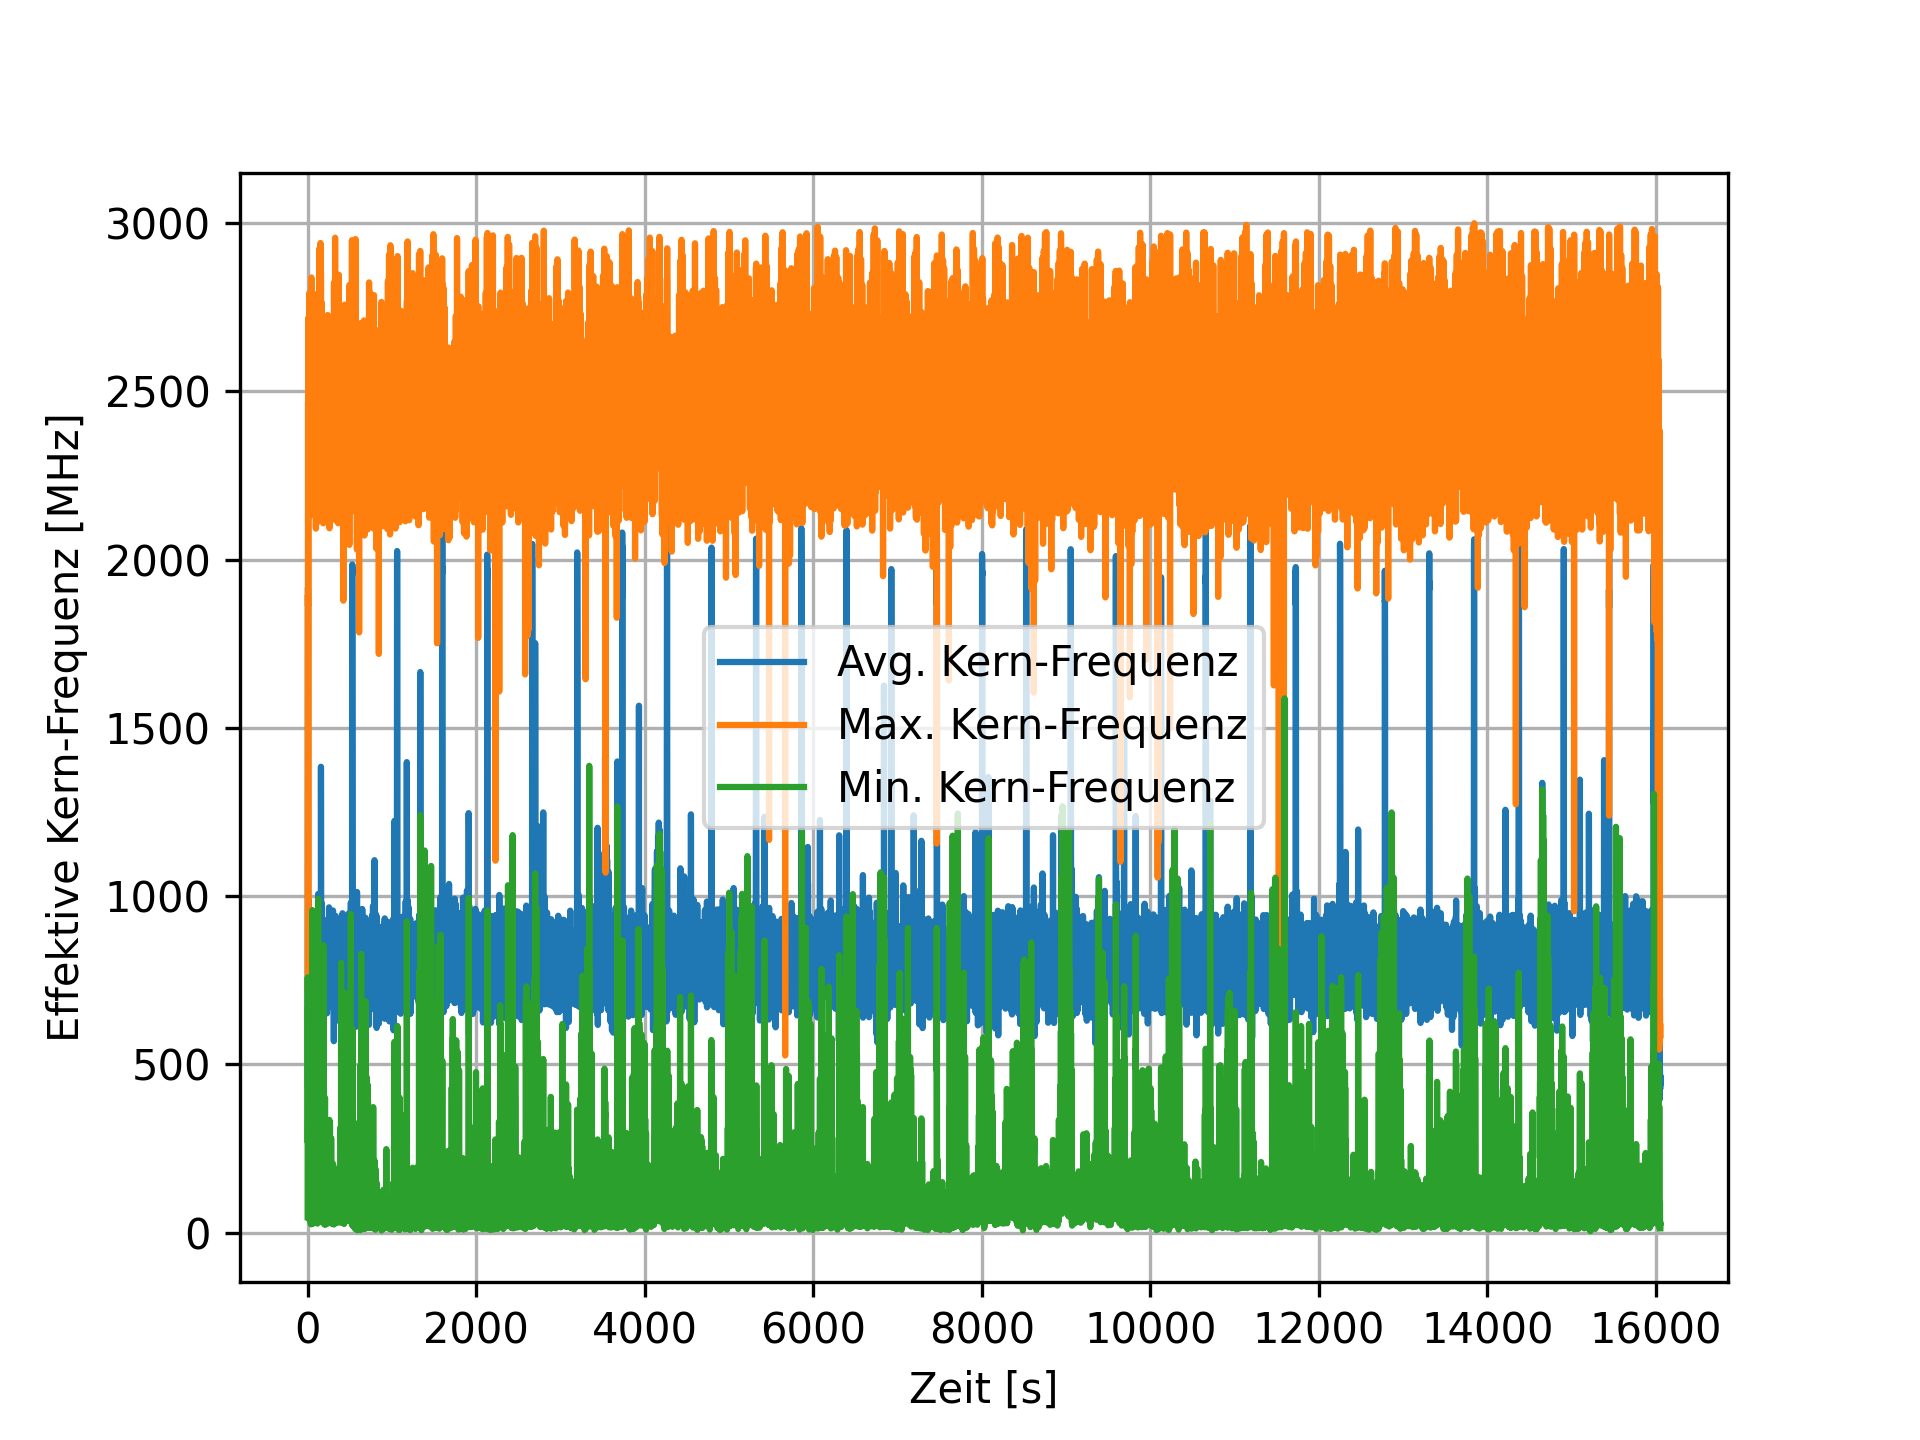 3000
2500
2000
1500
1000
500
0
Effektive Kern-Frequenz [MHz]
Avg. Kern-Frequenz
Max. Kern-Frequenz
Min. Kern-Frequenz
0 2000 4000 6000 8000 10000 12000 14000 16000
Zeit [s]